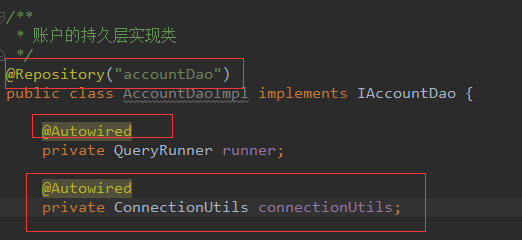 /**
* 账户的持久层实现类
*/
@Repository("accountDao")
public class AccountDaoImpl implements IAccountDao {
@Autowired
private QueryRunner runner;
@Autowired
private ConnectionUtils connectionUtils;